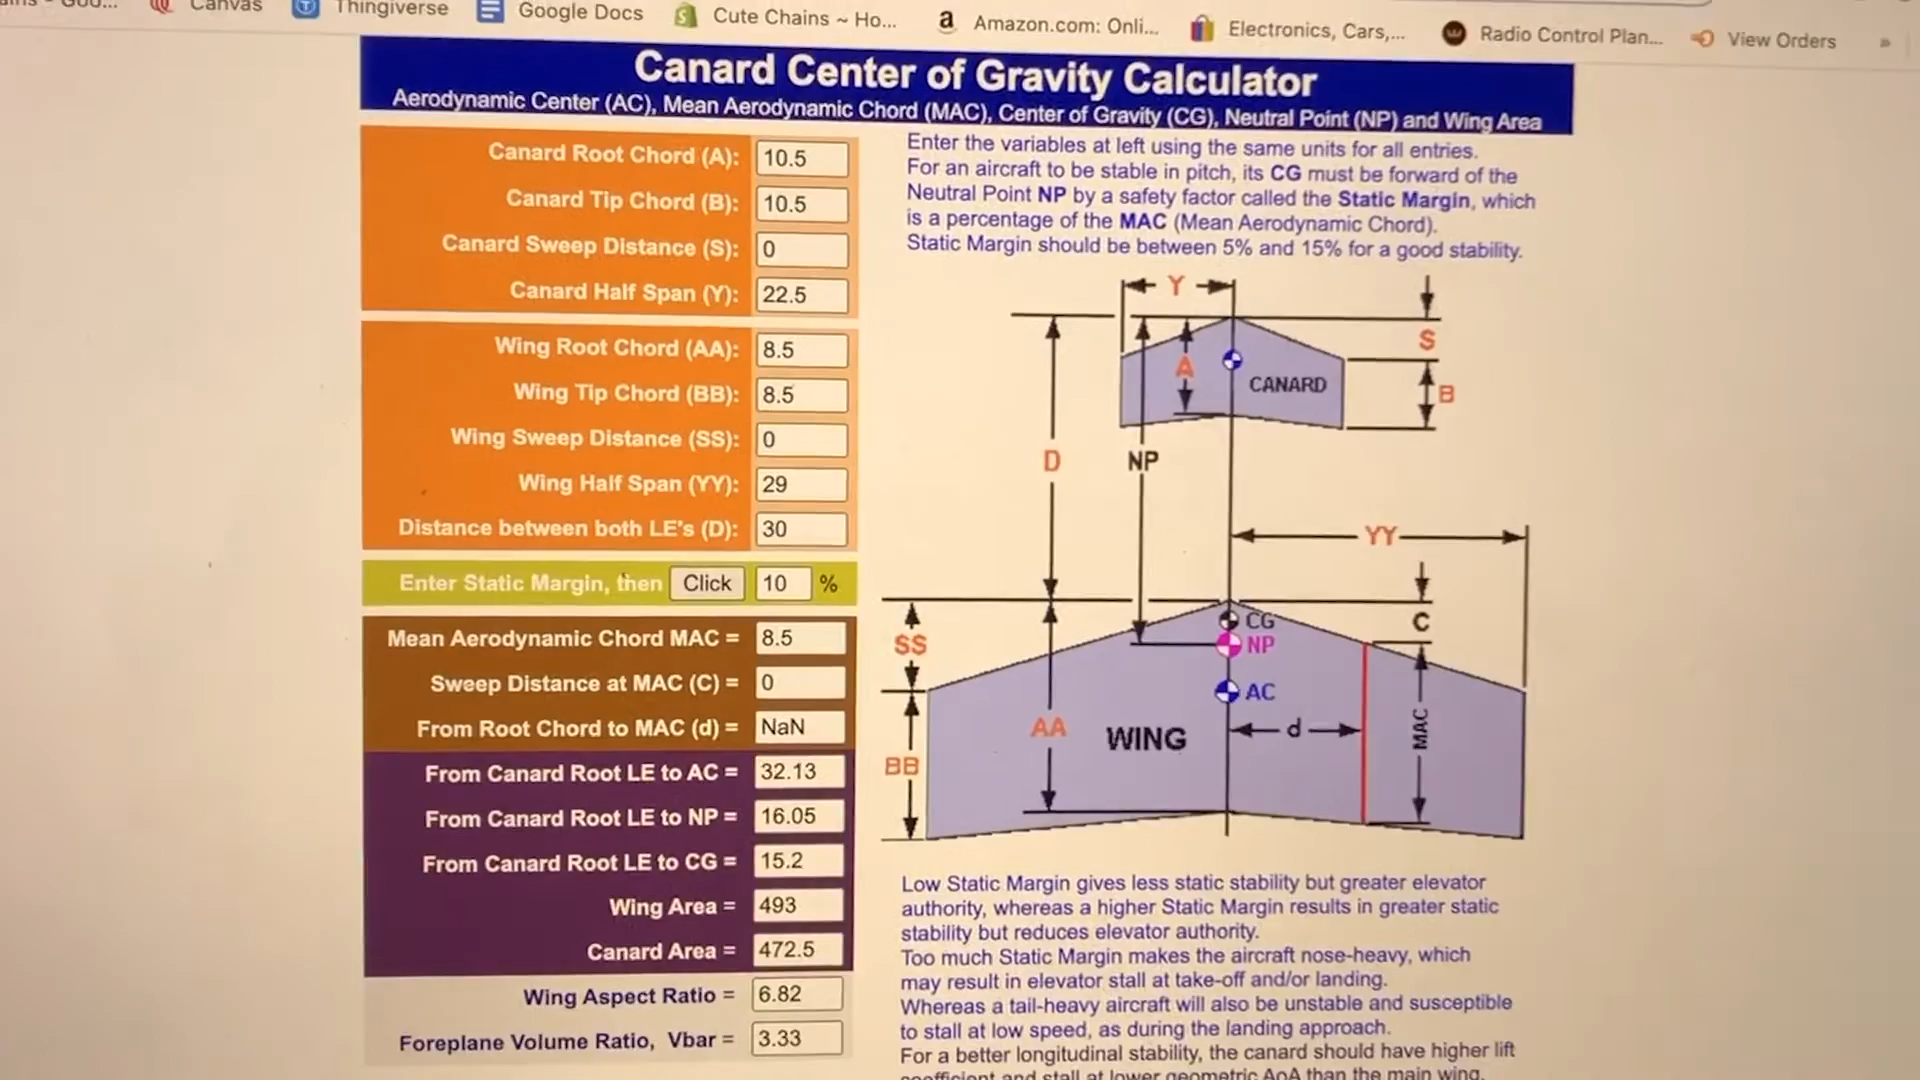 Canvas
Thingiverse
Google Docs
Cute Chains ~ Ho...
Amazon.com: Onli...
Electronics, Cars,...
Radio Control Plan...
View Orders
»
Canard Center of Gravity Calculator
Aerodynamic Center (AC), Mean Aerodynamic Chord (MAC), Center of Gravity (CG), Neutral Point (NP) and Wing Area
Canard Root Chord (A): 10.5
Canard Tip Chord (B): 10.5
Canard Sweep Distance (S): 0
Canard Half Span (Y): 22.5
Wing Root Chord (AA): 8.5
Wing Tip Chord (BB): 8.5
Wing Sweep Distance (SS): 0
Wing Half Span (YY): 29
Distance between both LE's (D): 30
Enter Static Margin, then Click 10 %
Mean Aerodynamic Chord MAC = 8.5
Sweep Distance at MAC (C) = 0
From Root Chord to MAC (d) = NaN
From Canard Root LE to AC = 32.13
From Canard Root LE to NP = 16.05
From Canard Root LE to CG = 15.2
Wing Area = 493
Canard Area = 472.5
Wing Aspect Ratio = 6.82
Foreplane Volume Ratio, Vbar = 3.33
Enter the variables at left using the same units for all entries.
For an aircraft to be stable in pitch, its CG must be forward of the
Neutral Point NP by a safety factor called the Static Margin, which
is a percentage of the MAC (Mean Aerodynamic Chord).
Static Margin should be between 5% and 15% for a good stability.
Y
S
A
CANARD
B
D
NP
YY
CG
C
SS
NP
AC
AA
WING
d
MAC
BB
Low Static Margin gives less static stability but greater elevator
authority, whereas a higher Static Margin results in greater static
stability but reduces elevator authority.
Too much Static Margin makes the aircraft nose-heavy, which
may result in elevator stall at take-off and/or landing.
Whereas a tail-heavy aircraft will also be unstable and susceptible
to stall at low speed, as during the landing approach.
For a better longitudinal stability, the canard should have higher lift
coefficient and stall at lower geometric AoA than the main wing.